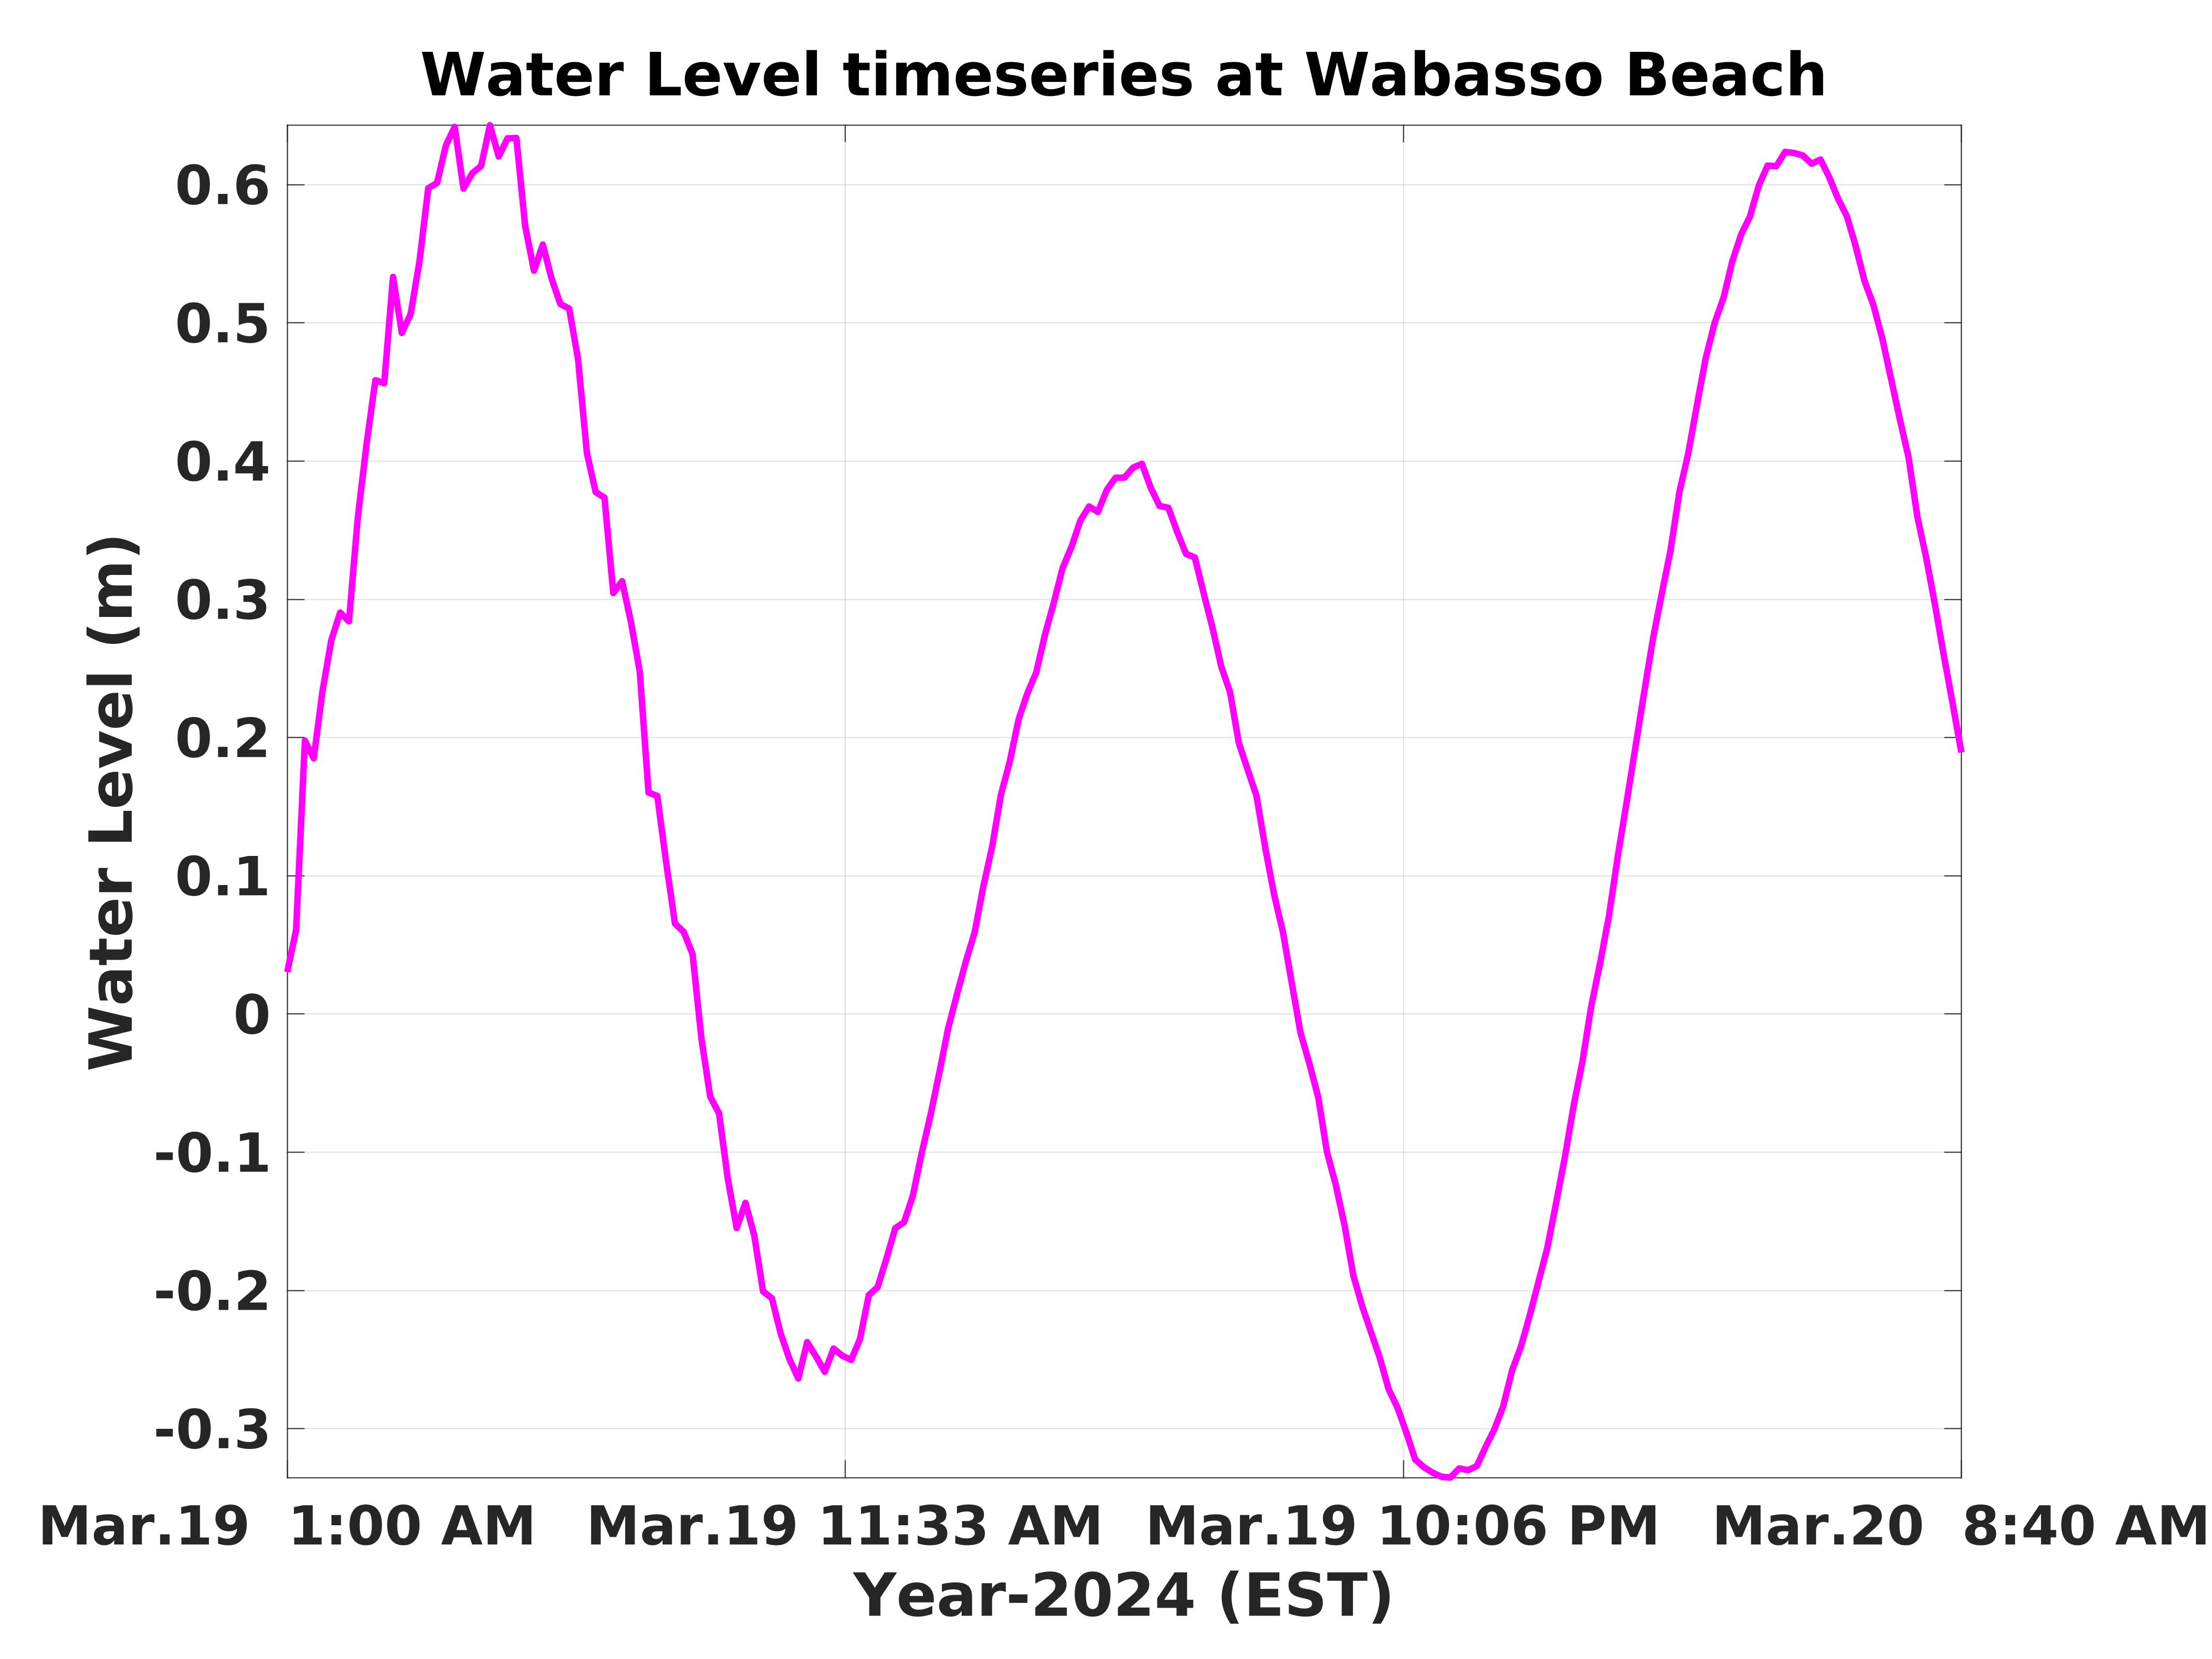 Water Level timeseries at Wabasso Beach
Water Level (m)
0.6
0.5
0.4
0.3
0.2
0.1
0
-0.1
-0.2
-0.3
Mar.19  1:00 AM Mar.19 11:33 AM Mar.19 10:06 PM Mar.20  8:40 AM
Year-2024 (EST)